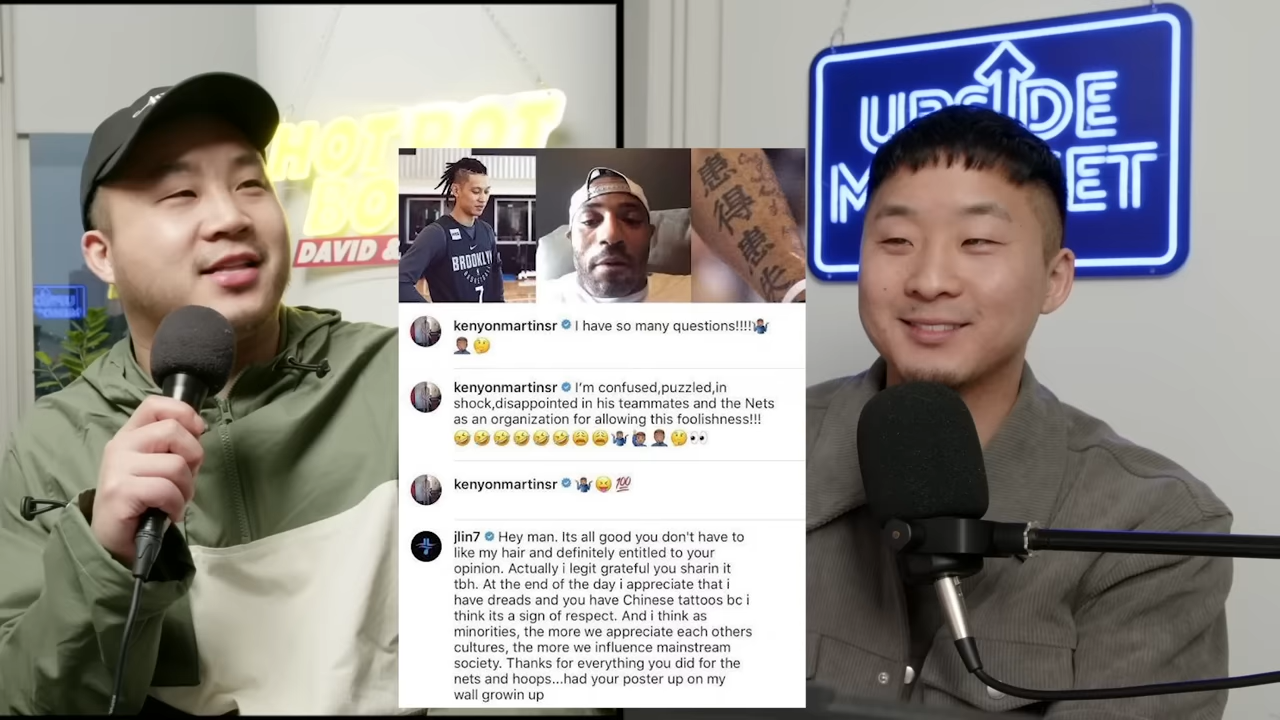 HOT POT
BO
DAVID &
UPSIDE
M KET
BROOKLYN
7
患得患失
kenyonmartinsr I have so many questions!!!!🤷🏽‍♂️
🤦🏽‍♂️🤔
kenyonmartinsr I'm confused,puzzled,in
shock,disappointed in his teammates and the Nets
as an organization for allowing this foolishness!!!
🤣🤣🤣🤣🤣🤣😩😩🤷🏽‍♂️🙋🏽‍♂️🤦🏽‍♂️🤔👀
kenyonmartinsr 🤷🏽‍♂️😝💯
jlin7 Hey man. Its all good you don't have to
like my hair and definitely entitled to your
opinion. Actually i legit grateful you sharin it
tbh. At the end of the day i appreciate that i
have dreads and you have Chinese tattoos bc i
think its a sign of respect. And i think as
minorities, the more we appreciate each others
cultures, the more we influence mainstream
society. Thanks for everything you did for the
nets and hoops...had your poster up on my
wall growin up